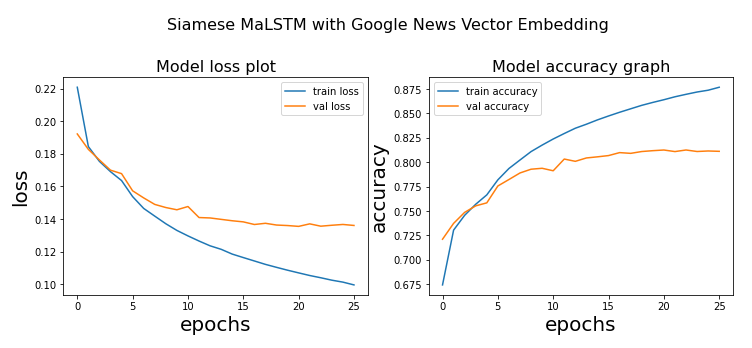 Siamese MaLSTM with Google News Vector Embedding
Model loss plot
train loss
val loss
0.22
0.20
0.18
0.16
0.14
0.12
0.10
loss
0 5 10 15 20 25
epochs
Model accuracy graph
train accuracy
val accuracy
0.875
0.850
0.825
0.800
0.775
0.750
0.725
0.700
0.675
accuracy
0 5 10 15 20 25
epochs